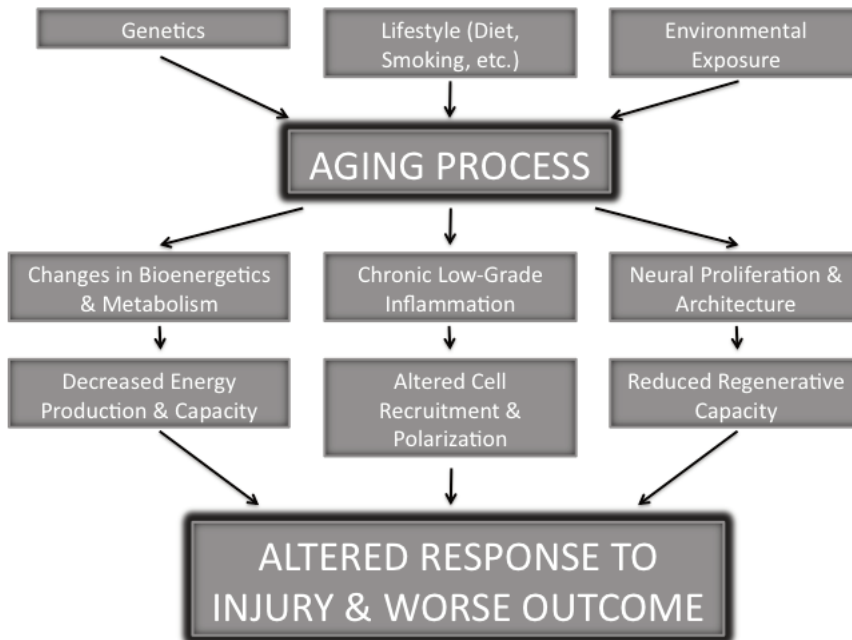 Genetics
Lifestyle (Diet,
Smoking, etc.)
Environmental
Exposure
AGING PROCESS
Changes in Bioenergetics
& Metabolism
Chronic Low-Grade
Inflammation
Neural Proliferation &
Architecture
Decreased Energy
Production & Capacity
Altered Cell
Recruitment &
Polarization
Reduced Regenerative
Capacity
ALTERED RESPONSE TO
INJURY & WORSE OUTCOME